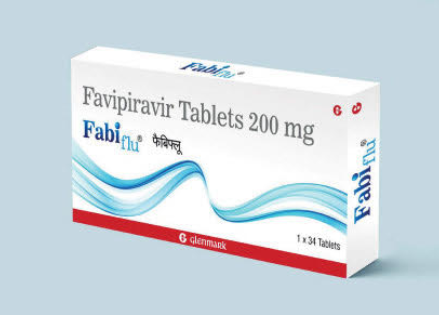 Fabiflu®
Favipiravir Tablets 200 mg
Fabiflu® फैबिफ्लू
Glenmark
1 x 34 Tablets
Fabiflu®